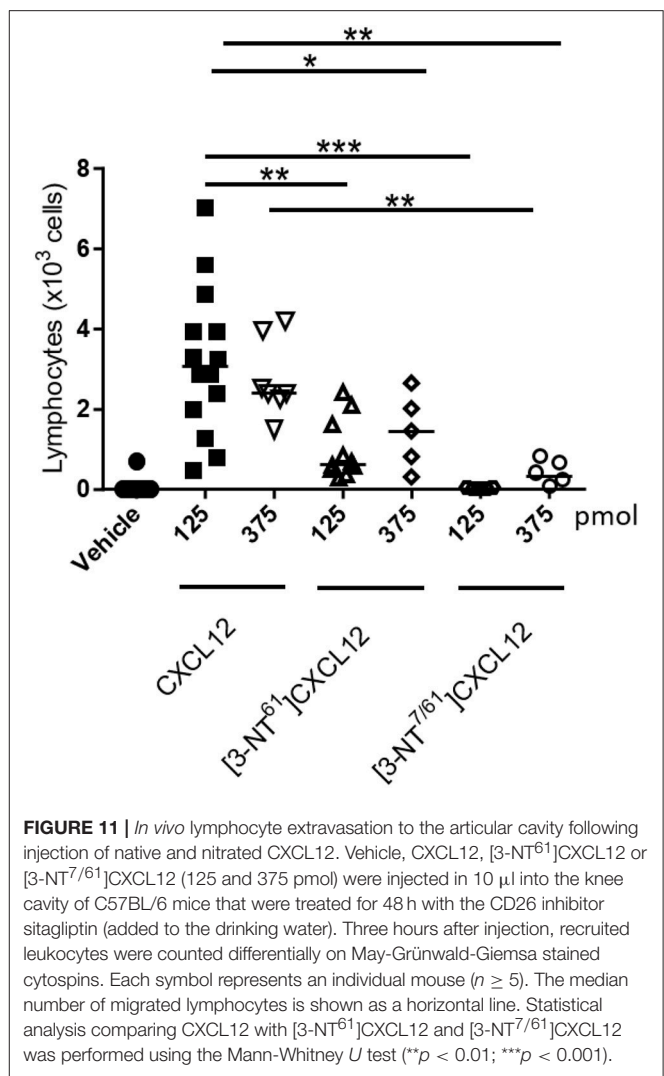 **
*
***
**
**
8
6
4
2
0
Lymphocytes (x10³ cells)
Vehicle
125
375
125
375
125
375
pmol
CXCL12
[3-NT⁶¹]CXCL12
[3-NT⁷/⁶¹]CXCL12
FIGURE 11 | In vivo lymphocyte extravasation to the articular cavity following
injection of native and nitrated CXCL12. Vehicle, CXCL12, [3-NT⁶¹]CXCL12 or
[3-NT⁷/⁶¹]CXCL12 (125 and 375 pmol) were injected in 10 μl into the knee
cavity of C57BL/6 mice that were treated for 48 h with the CD26 inhibitor
sitagliptin (added to the drinking water). Three hours after injection, recruited
leukocytes were counted differentially on May-Grünwald-Giemsa stained
cytospins. Each symbol represents an individual mouse (n ≥ 5). The median
number of migrated lymphocytes is shown as a horizontal line. Statistical
analysis comparing CXCL12 with [3-NT⁶¹]CXCL12 and [3-NT⁷/⁶¹]CXCL12
was performed using the Mann-Whitney U test (**p < 0.01; ***p < 0.001).